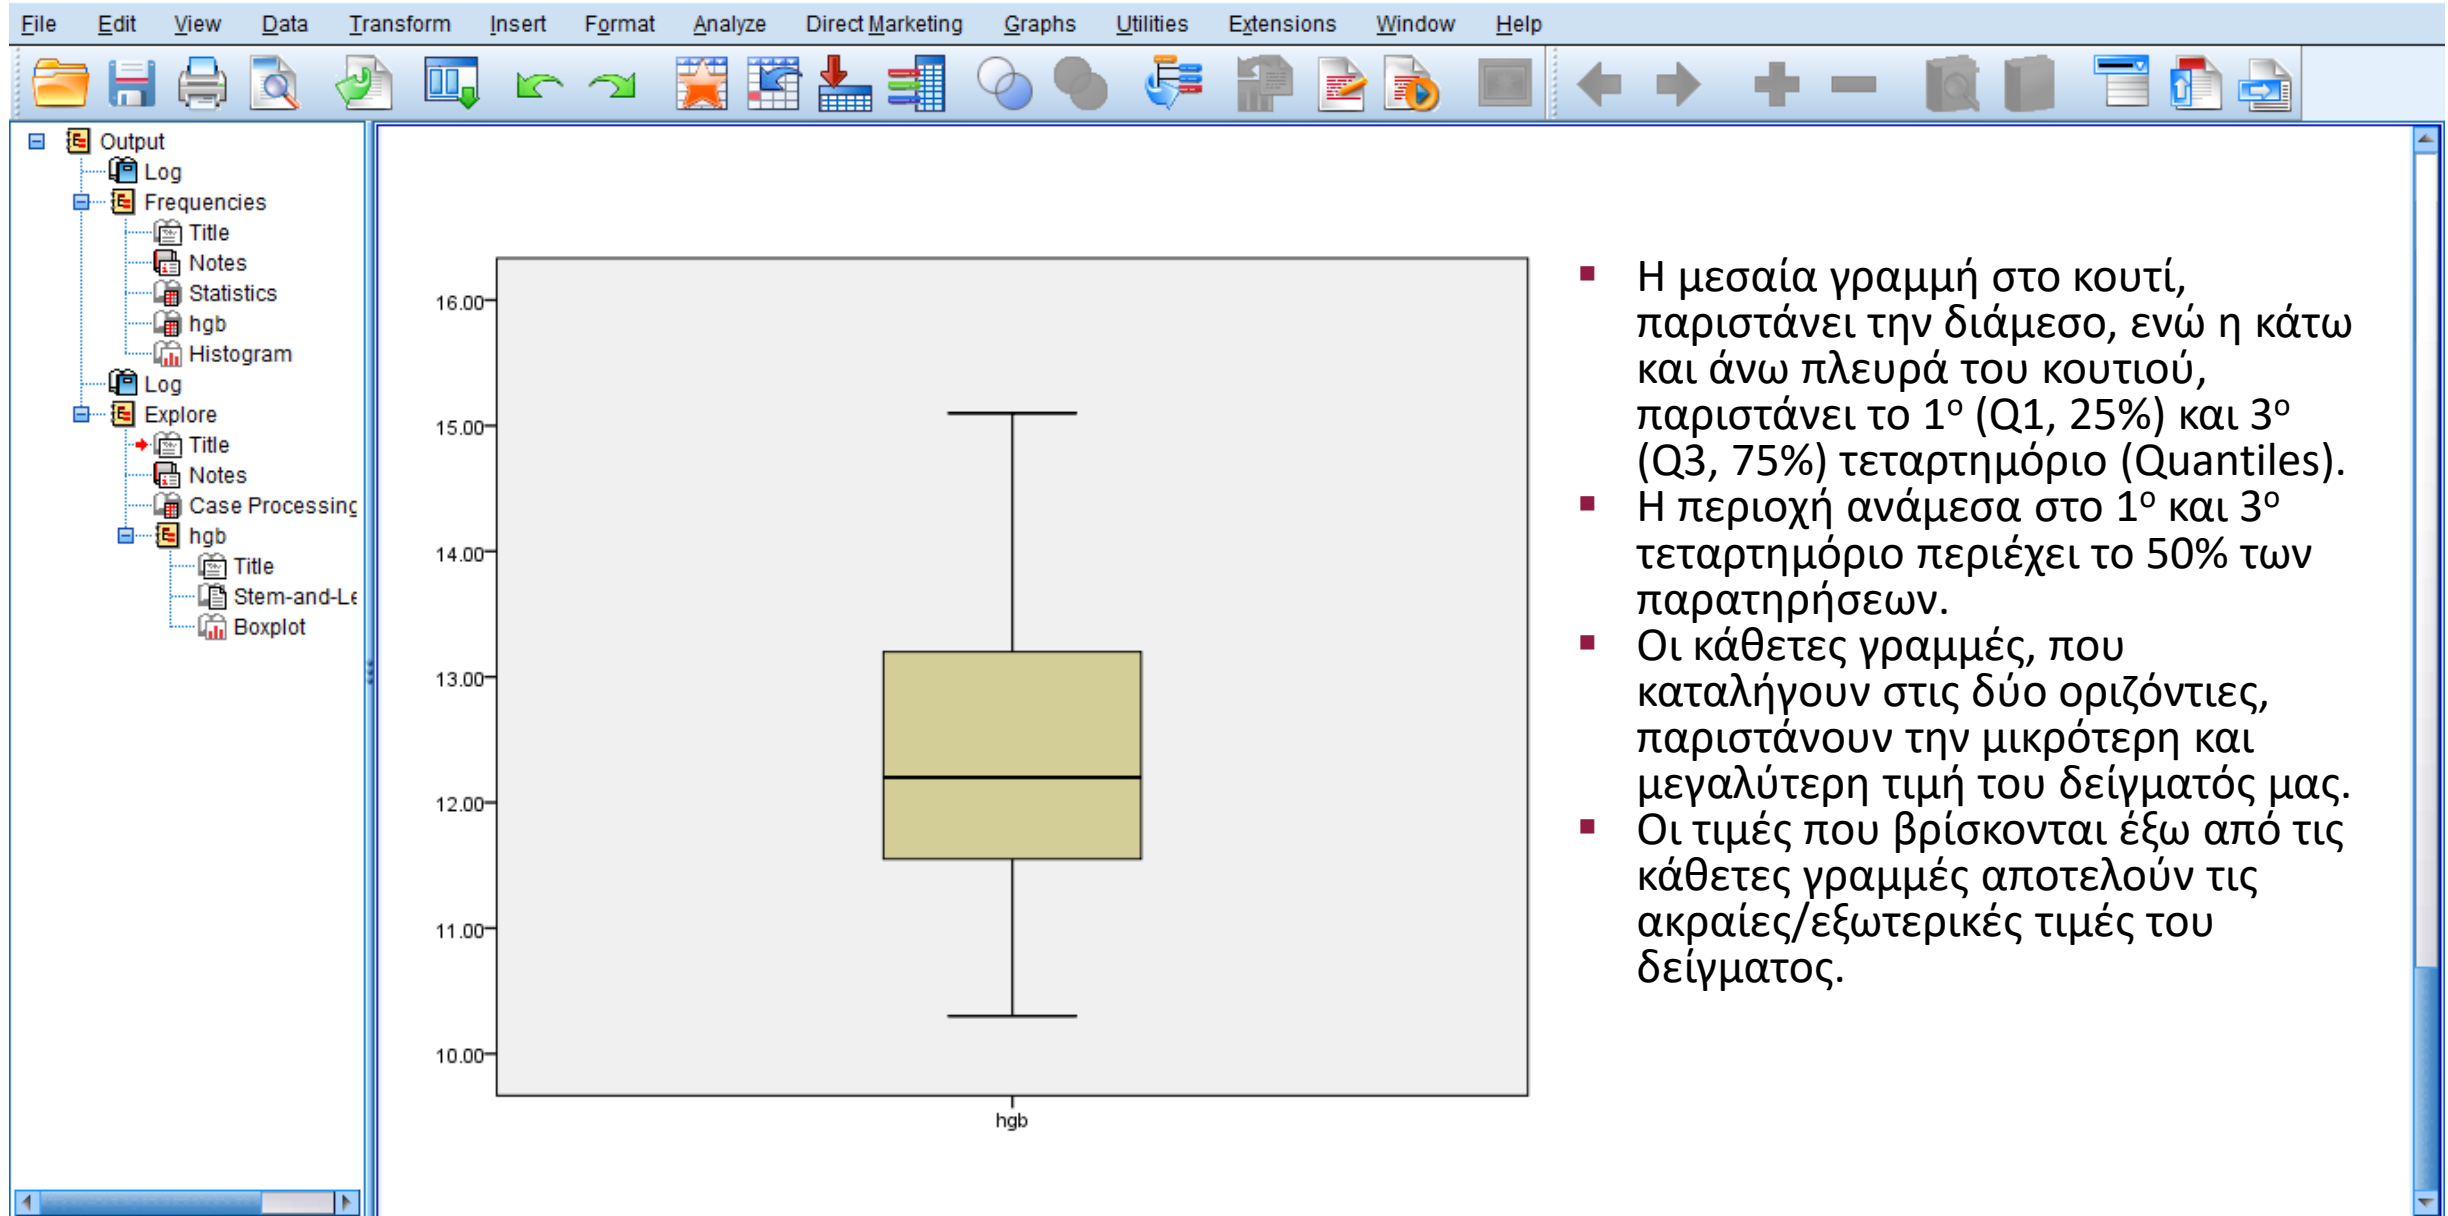 File Edit View Data Transform Insert Format Analyze Direct Marketing Graphs Utilities Extensions Window Help
Output
Log
Frequencies
Title
Notes
Statistics
hgb
Histogram
Log
Explore
Title
Notes
Case Processing
hgb
Title
Stem-and-Le
Boxplot
16.00
15.00
14.00
13.00
12.00
11.00
10.00
hgb
▪ Η μεσαία γραμμή στο κουτί,
παριστάνει την διάμεσο, ενώ η κάτω
και άνω πλευρά του κουτιού,
παριστάνει το 1ο (Q1, 25%) και 3ο
(Q3, 75%) τεταρτημόριο (Quantiles).
▪ Η περιοχή ανάμεσα στο 1ο και 3ο
τεταρτημόριο περιέχει το 50% των
παρατηρήσεων.
▪ Οι κάθετες γραμμές, που
καταλήγουν στις δύο οριζόντιες,
παριστάνουν την μικρότερη και
μεγαλύτερη τιμή του δείγματός μας.
▪ Οι τιμές που βρίσκονται έξω από τις
κάθετες γραμμές αποτελούν τις
ακραίες/εξωτερικές τιμές του
δείγματος.